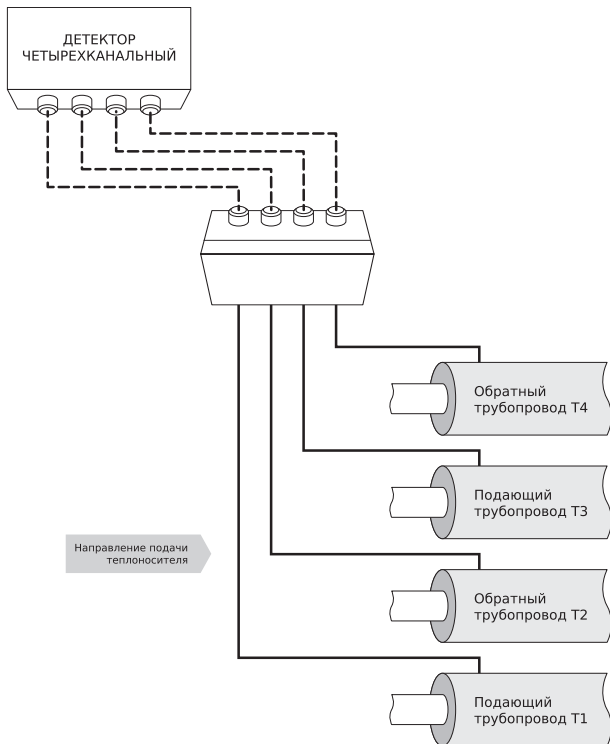 ДЕТЕКТОР
ЧЕТЫРЕХКАНАЛЬНЫЙ
Обратный
трубопровод Т4
Подающий
трубопровод Т3
Направление подачи
теплоносителя
Обратный
трубопровод Т2
Подающий
трубопровод Т1